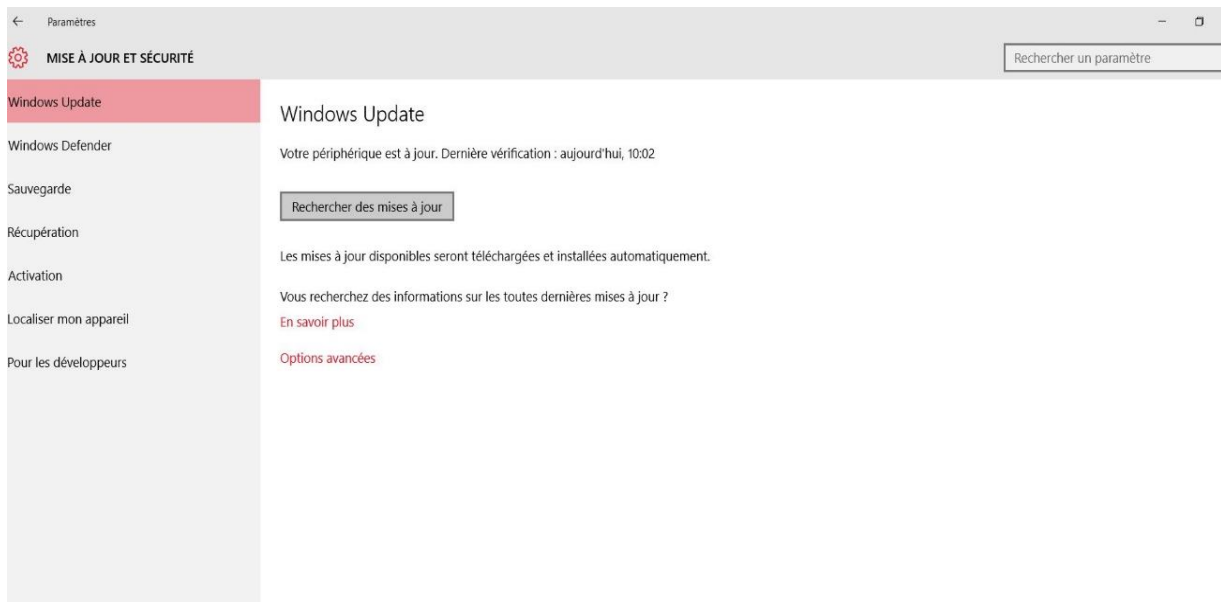 Paramètres
MISE À JOUR ET SÉCURITÉ
Rechercher un paramètre
Windows Update
Windows Defender
Sauvegarde
Récupération
Activation
Localiser mon appareil
Pour les développeurs
Windows Update
Votre périphérique est à jour. Dernière vérification : aujourd'hui, 10:02
Rechercher des mises à jour
Les mises à jour disponibles seront téléchargées et installées automatiquement.
Vous recherchez des informations sur les toutes dernières mises à jour ?
En savoir plus
Options avancées